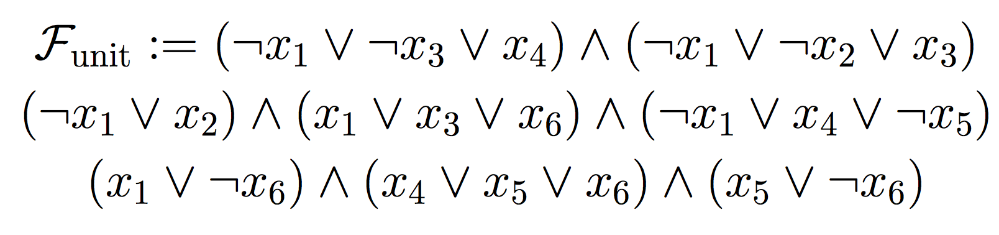 ℱ_unit := (¬x₁ ∨ ¬x₃ ∨ x₄) ∧ (¬x₁ ∨ ¬x₂ ∨ x₃)
(¬x₁ ∨ x₂) ∧ (x₁ ∨ x₃ ∨ x₆) ∧ (¬x₁ ∨ x₄ ∨ ¬x₅)
(x₁ ∨ ¬x₆) ∧ (x₄ ∨ x₅ ∨ x₆) ∧ (x₅ ∨ ¬x₆)